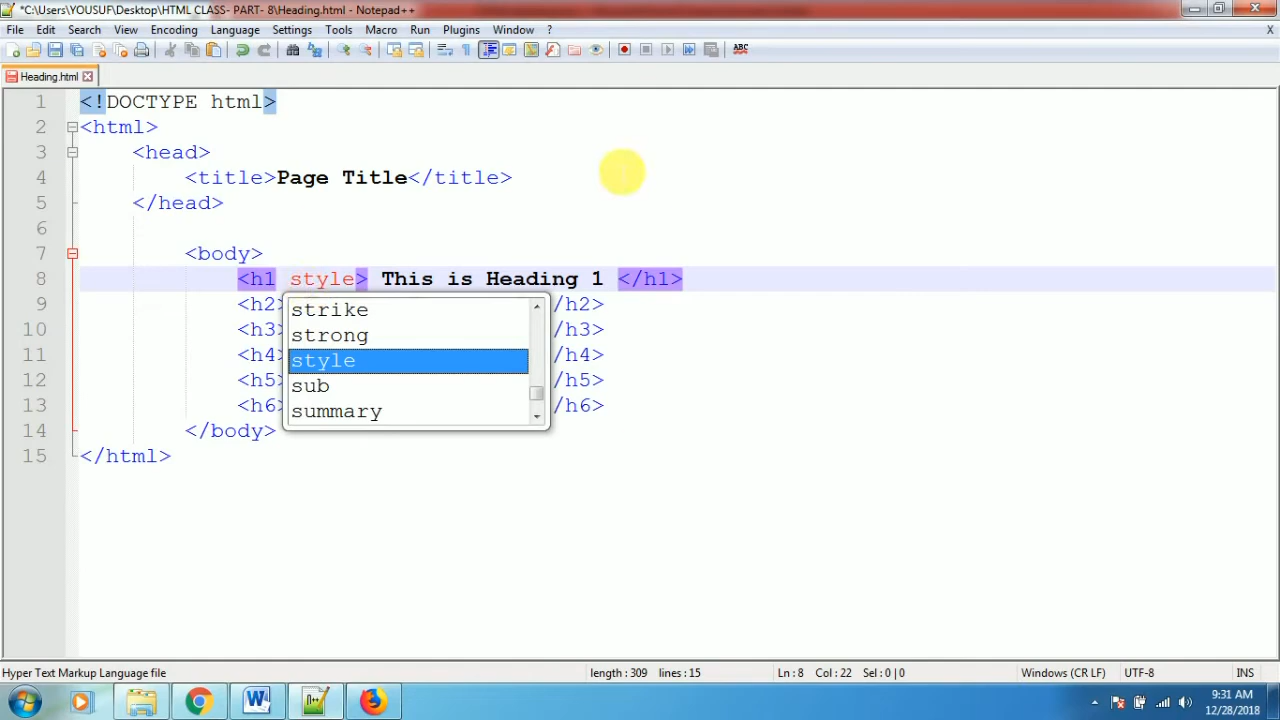 *C:\Users\YOUSUF\Desktop\HTML CLASS- PART- 8\Heading.html - Notepad++
File Edit Search View Encoding Language Settings Tools Macro Run Plugins Window ? X
ABC
Heading.html
1 <!DOCTYPE html>
2 <html>
3 <head>
4 <title>Page Title</title>
5 </head>
6
7 <body>
8 <h1 style> This is Heading 1 </h1>
9 <h2> /h2>
10 <h3> /h3>
11 <h4> /h4>
12 <h5> /h5>
13 <h6> /h6>
14 </body>
15 </html>
strike
strong
style
sub
summary
Hyper Text Markup Language file length : 309 lines : 15 Ln : 8 Col : 22 Sel : 0 | 0 Windows (CR LF) UTF-8 INS
9:31 AM
12/28/2018